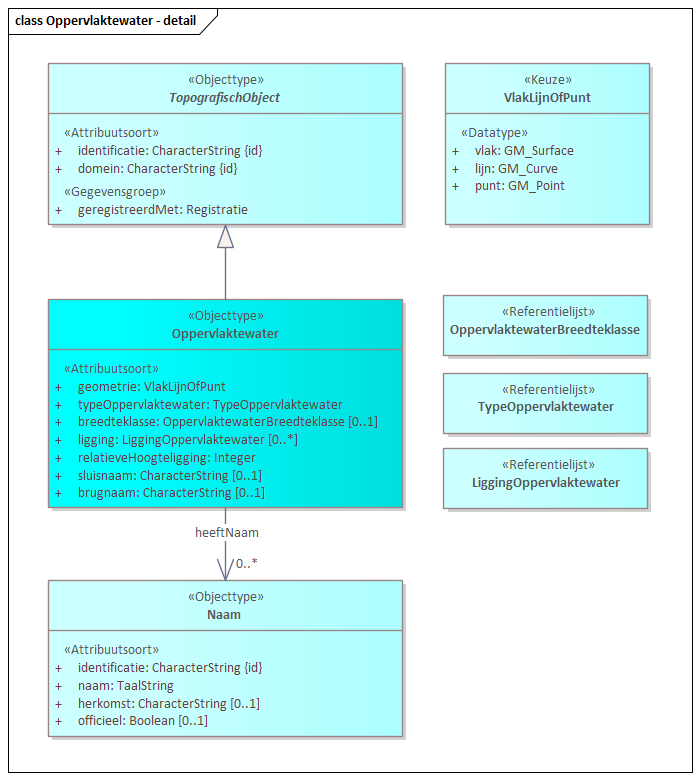 class Oppervlaktewater - detail
«Objecttype»
TopografischObject
«Attribuutsoort»
+ identificatie: CharacterString {id}
+ domein: CharacterString {id}
«Gegevensgroep»
+ geregistreerdMet: Registratie
«Keuze»
VlakLijnOfPunt
«Datatype»
+ vlak: GM_Surface
+ lijn: GM_Curve
+ punt: GM_Point
«Objecttype»
Oppervlaktewater
«Attribuutsoort»
+ geometrie: VlakLijnOfPunt
+ typeOppervlaktewater: TypeOppervlaktewater
+ breedteklasse: OppervlaktewaterBreedteklasse [0..1]
+ ligging: LiggingOppervlaktewater [0..*]
+ relatieveHoogteligging: Integer
+ sluisnaam: CharacterString [0..1]
+ brugnaam: CharacterString [0..1]
«Referentielijst»
OppervlaktewaterBreedteklasse
«Referentielijst»
TypeOppervlaktewater
«Referentielijst»
LiggingOppervlaktewater
heeftNaam
0..*
«Objecttype»
Naam
«Attribuutsoort»
+ identificatie: CharacterString {id}
+ naam: TaalString
+ herkomst: CharacterString [0..1]
+ officieel: Boolean [0..1]